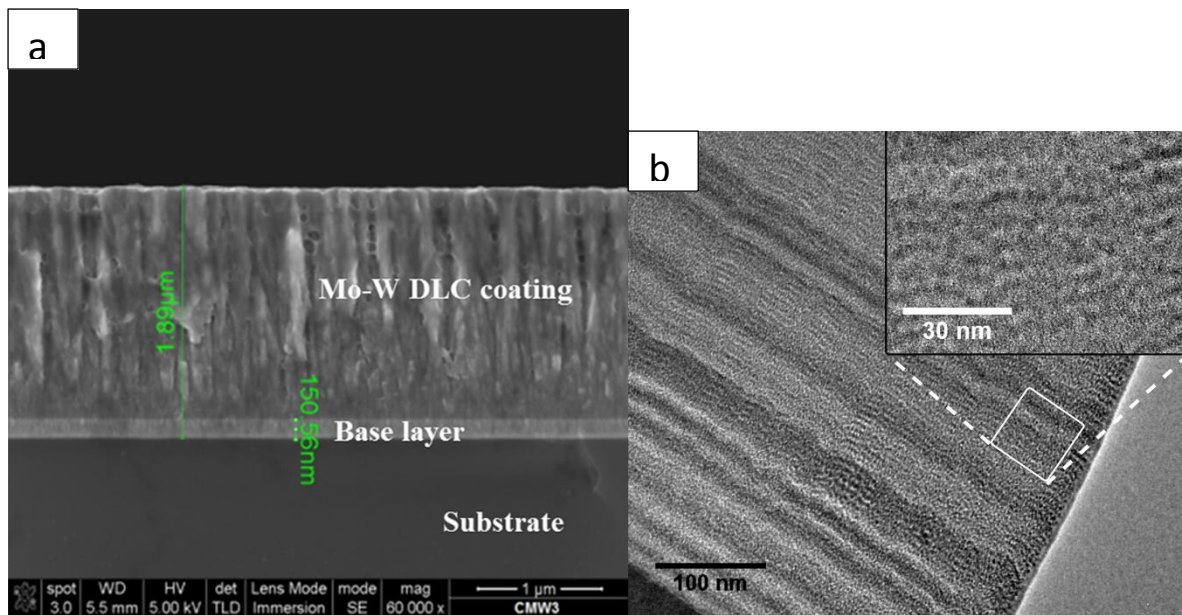 a
1.89µm
Mo-W DLC coating
150.56nm
Base layer
Substrate
spot WD HV det Lens Mode mode mag
3.0 5.5 mm 5.00 kV TLD Immersion SE 60 000 x
1 µm
CMW3
b
30 nm
100 nm